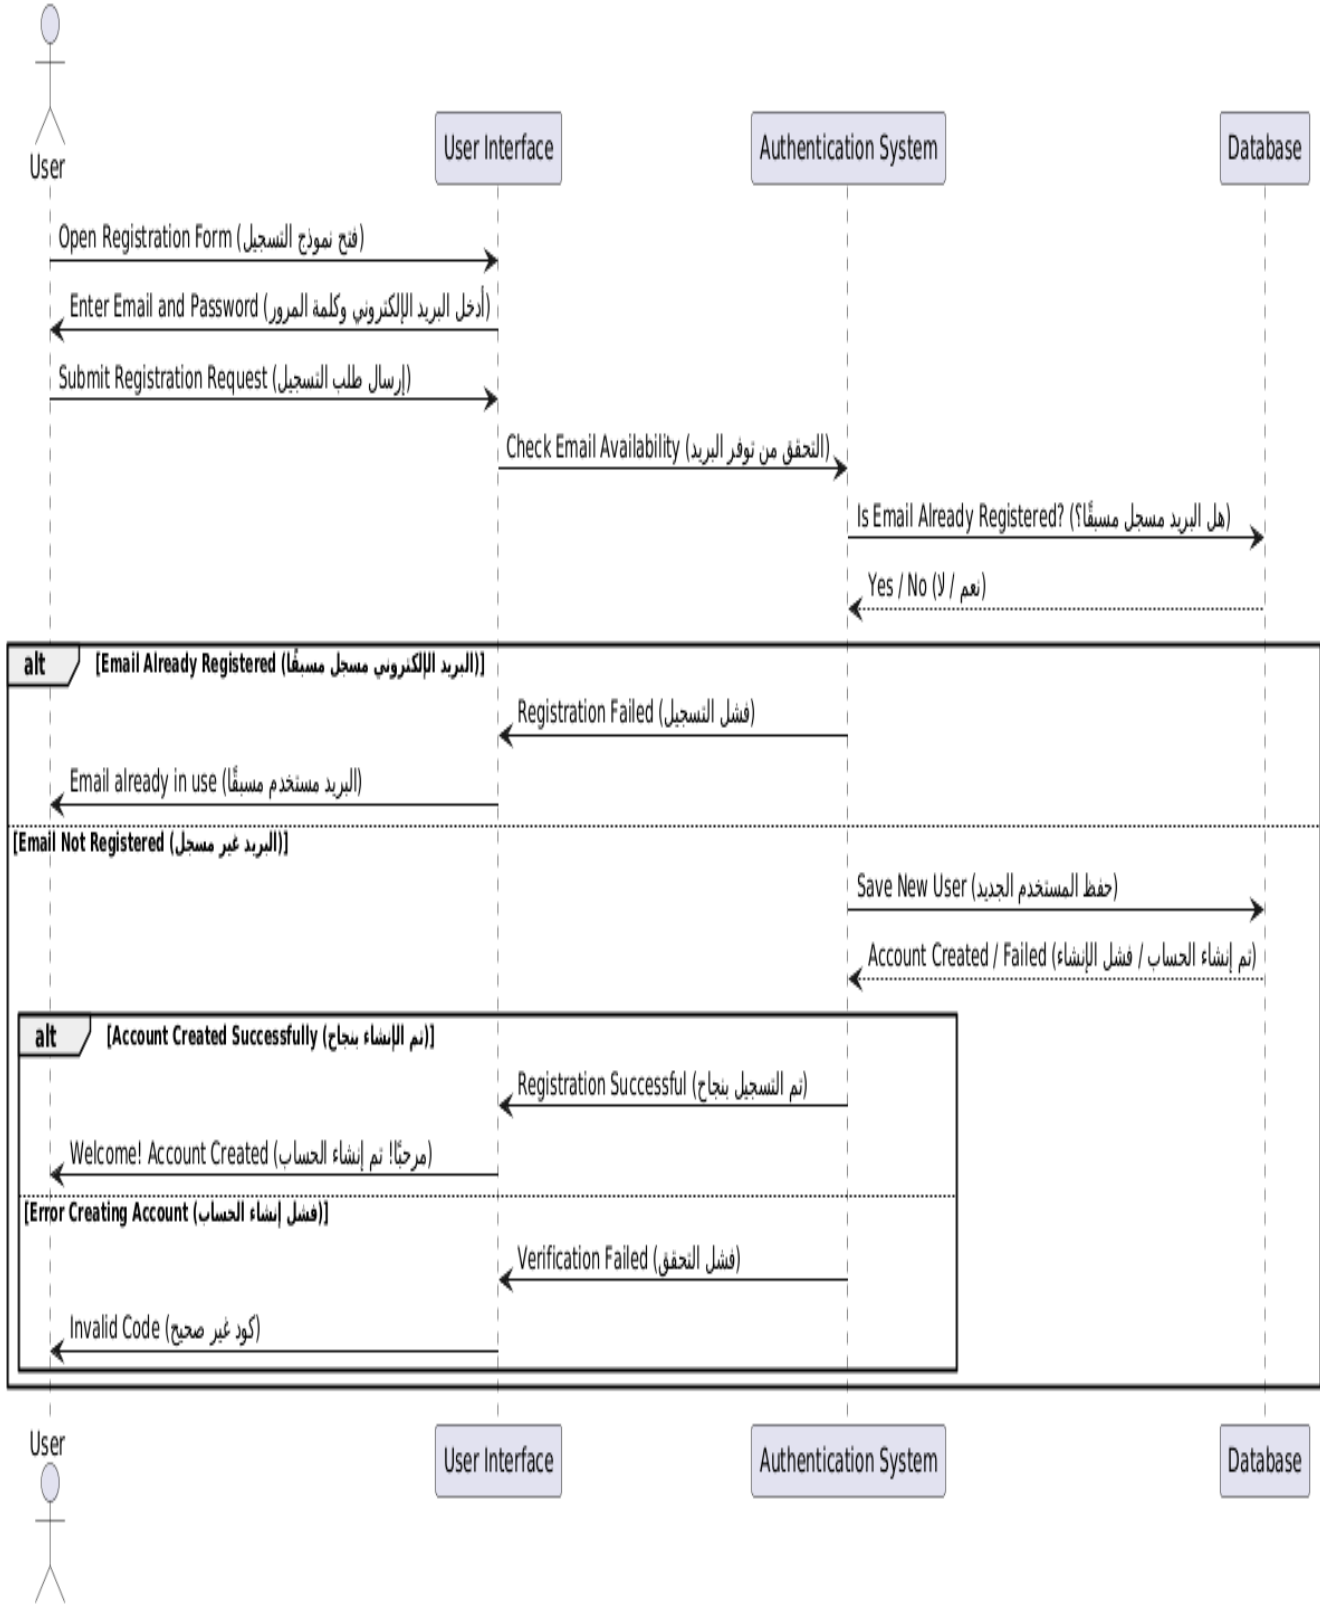 User
User Interface
Authentication System
Database
Open Registration Form (فتح نموذج التسجيل)
Enter Email and Password (أدخل البريد الإلكتروني وكلمة المرور)
Submit Registration Request (إرسال طلب التسجيل)
Check Email Availability (التحقق من توفر البريد)
Is Email Already Registered? (هل البريد مسجل مسبقًا؟)
Yes / No (نعم / لا)
alt [Email Already Registered (البريد الإلكتروني مسجل مسبقًا)]
Registration Failed (فشل التسجيل)
Email already in use (البريد مستخدم مسبقًا)
[Email Not Registered (البريد غير مسجل)]
Save New User (حفظ المستخدم الجديد)
Account Created / Failed (تم إنشاء الحساب / فشل الإنشاء)
alt [Account Created Successfully (تم الإنشاء بنجاح)]
Registration Successful (تم التسجيل بنجاح)
Welcome! Account Created (مرحبًا! تم إنشاء الحساب)
[Error Creating Account (فشل إنشاء الحساب)]
Verification Failed (فشل التحقق)
Invalid Code (كود غير صحيح)
User
User Interface
Authentication System
Database